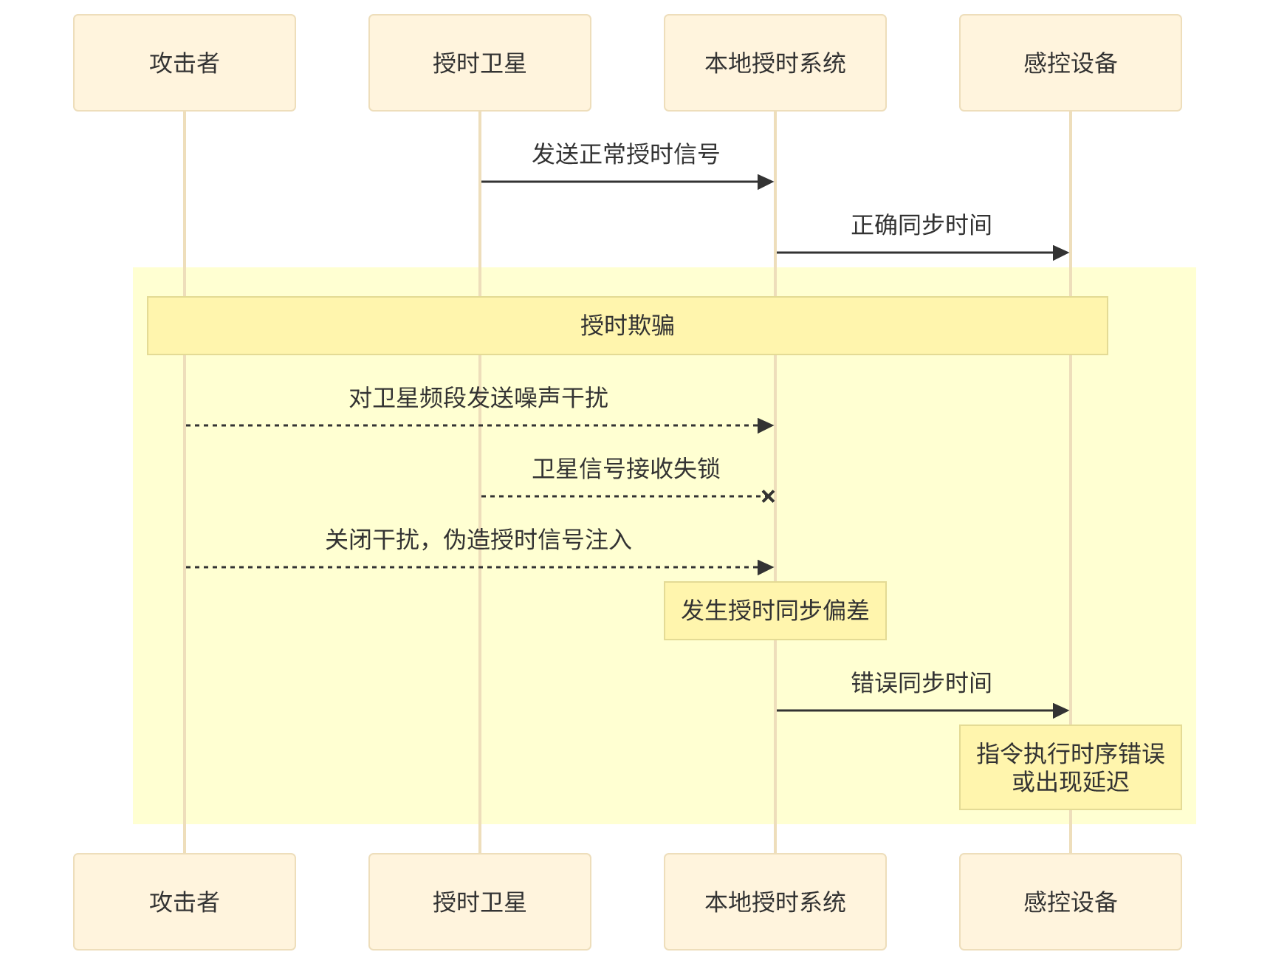 攻击者
授时卫星
本地授时系统
感控设备
发送正常授时信号
正确同步时间
授时欺骗
对卫星频段发送噪声干扰
卫星信号接收失锁
关闭干扰，伪造授时信号注入
发生授时同步偏差
错误同步时间
指令执行时序错误
或出现延迟
攻击者
授时卫星
本地授时系统
感控设备